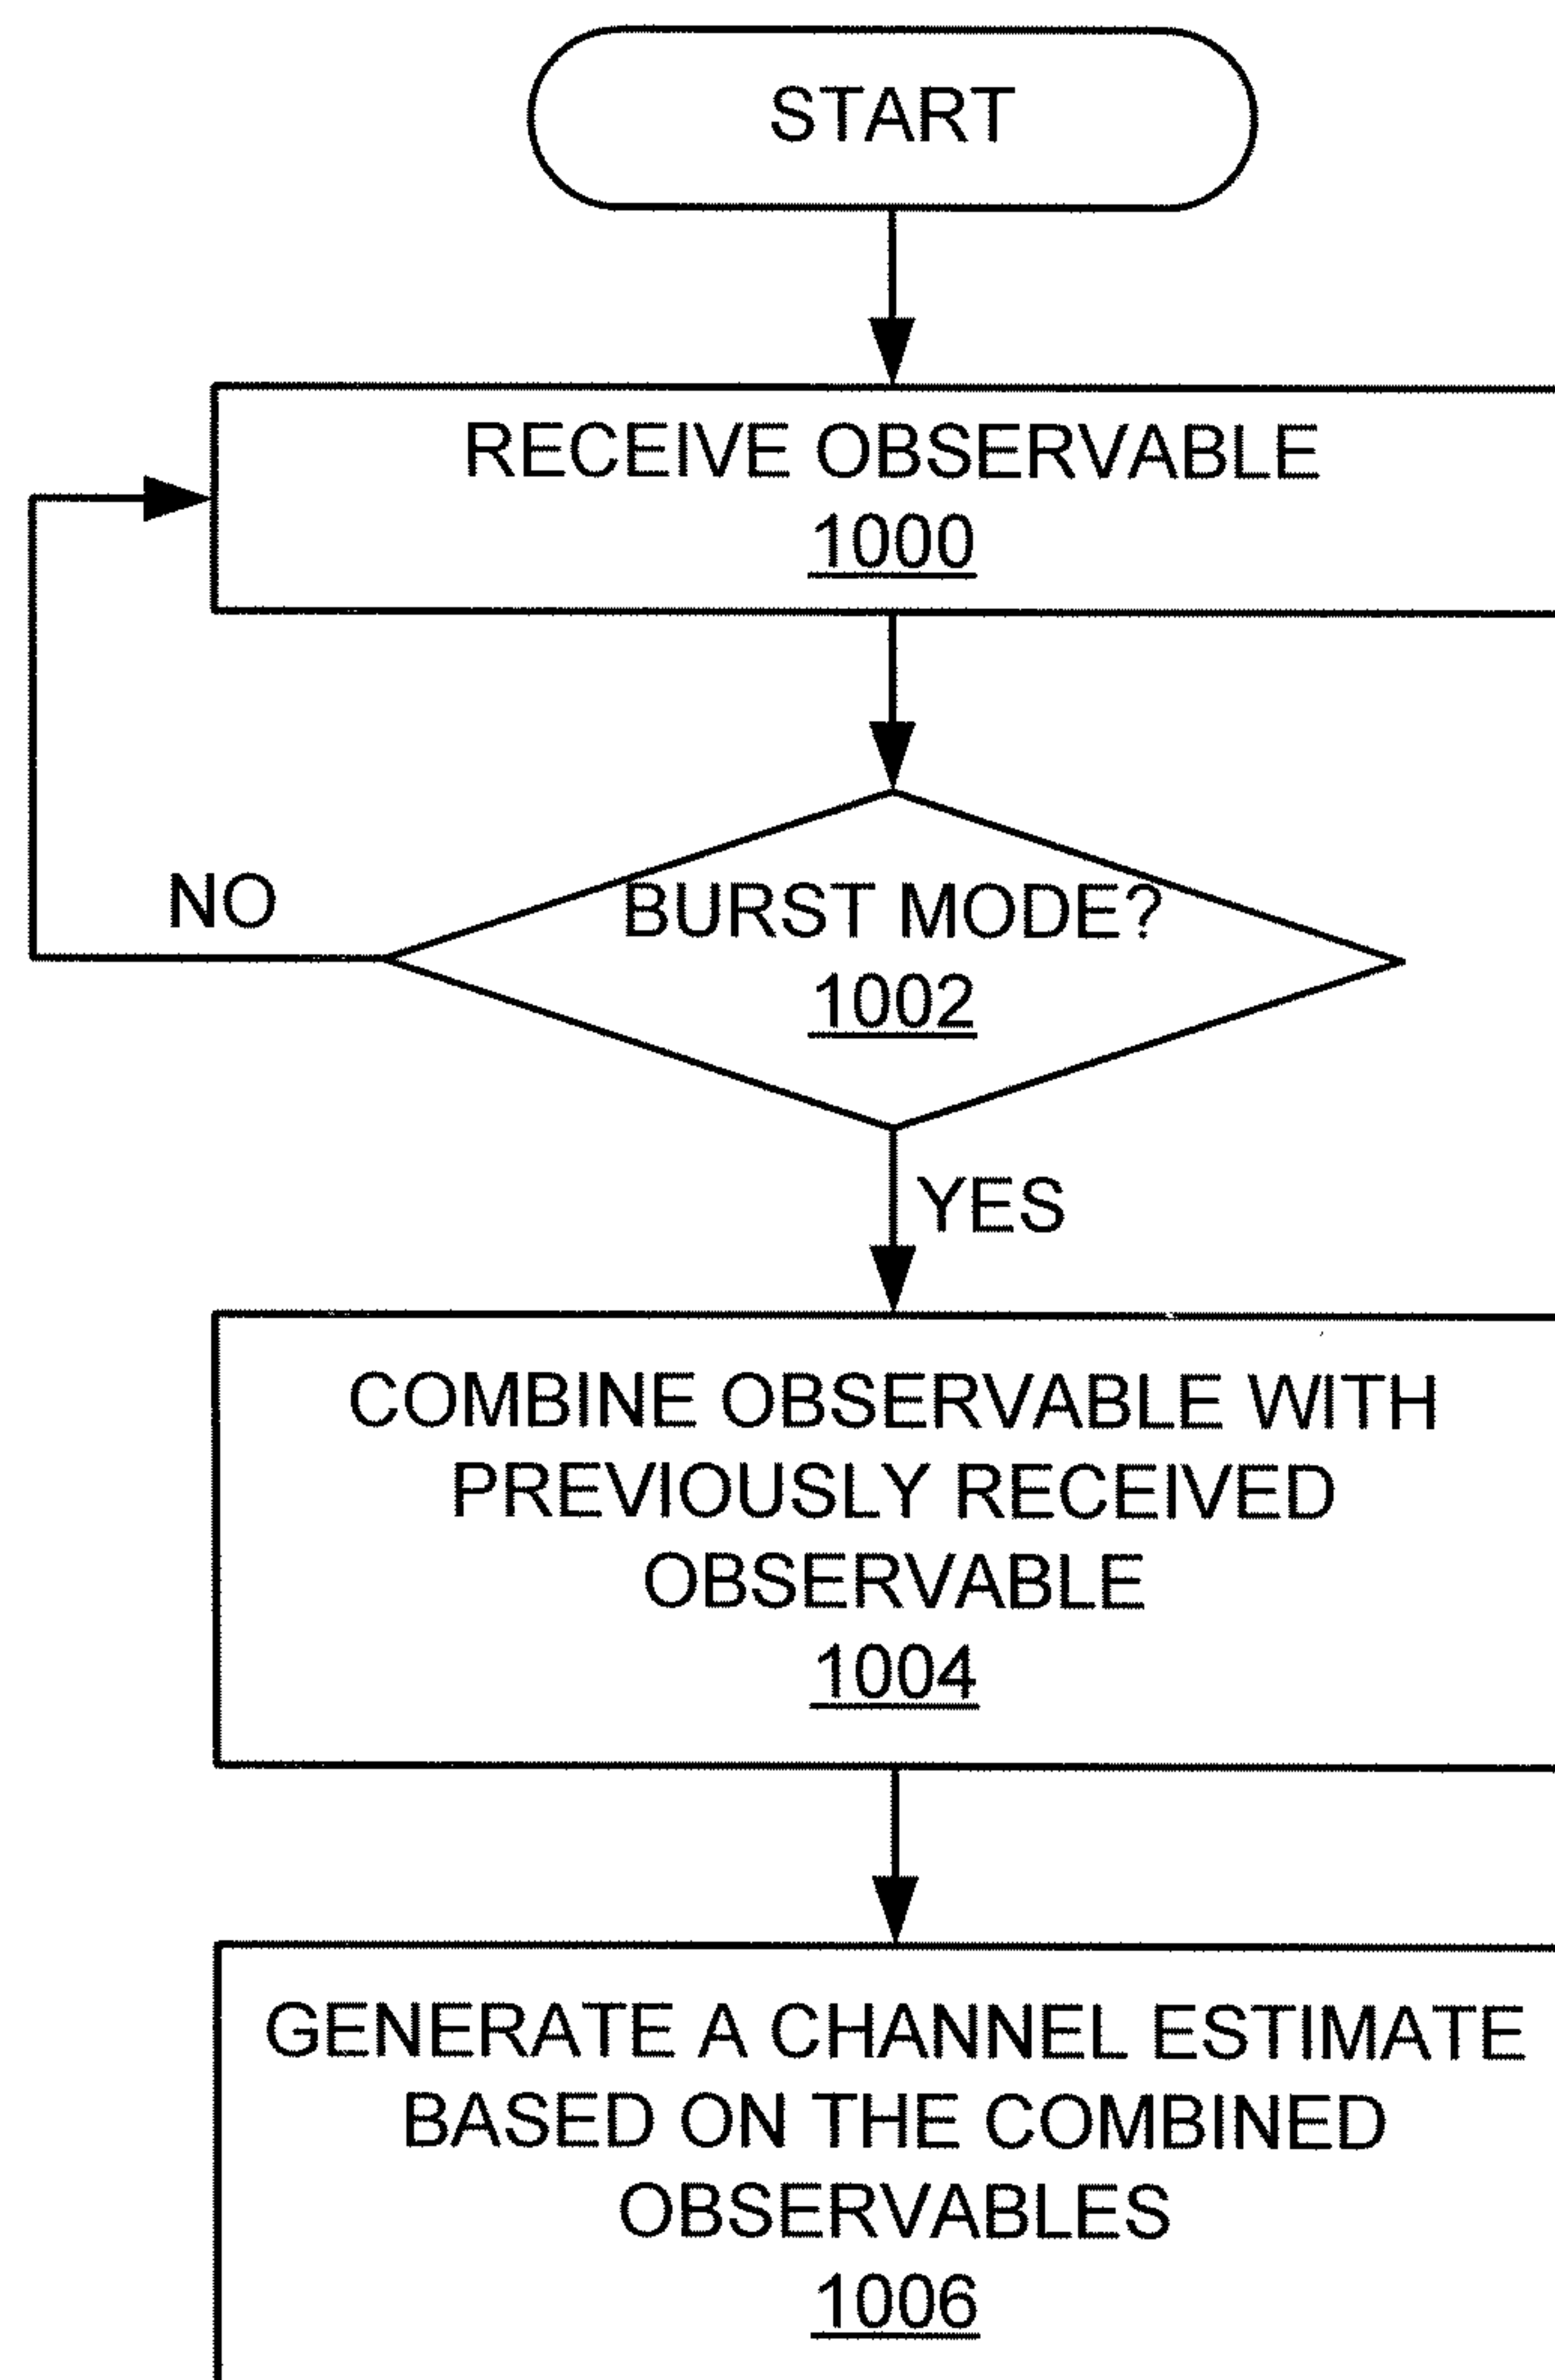 START
RECEIVE OBSERVABLE
1000
NO
BURST MODE?
1002
YES
COMBINE OBSERVABLE WITH
PREVIOUSLY RECEIVED
OBSERVABLE
1004
GENERATE A CHANNEL ESTIMATE
BASED ON THE COMBINED
OBSERVABLES
1006